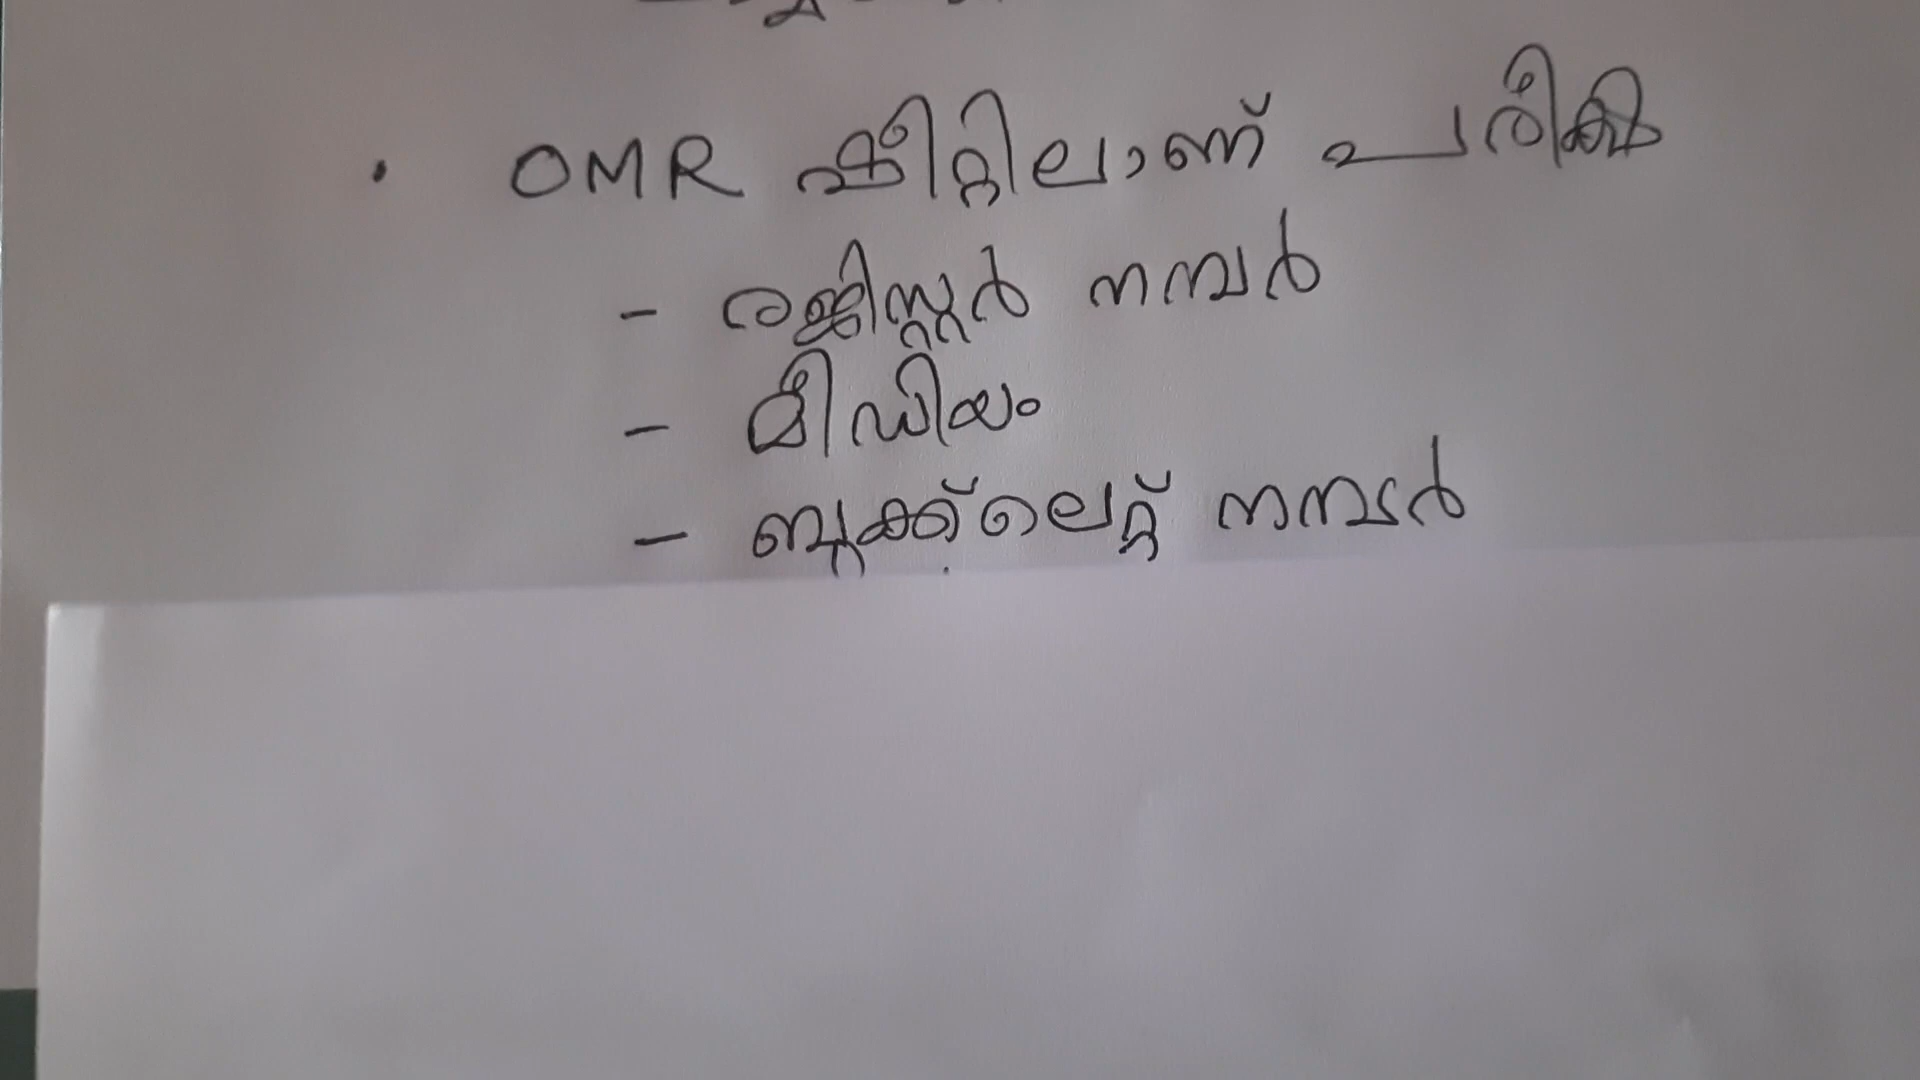 • OMR ഷീറ്റിലാണ് പരീക്ഷ
- രജിസ്റ്റർ നമ്പർ
- മീഡിയം
- ബുക്ക്ലെറ്റ് നമ്പർ